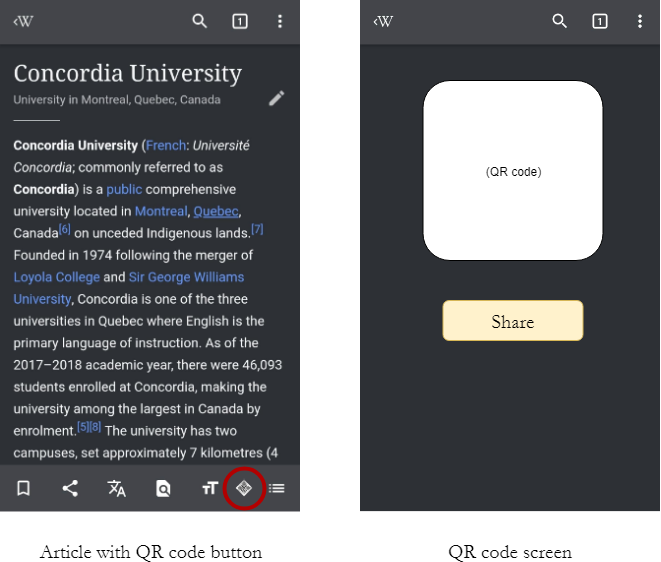 ‹W
1
Concordia University
University in Montreal, Quebec, Canada
Concordia University (French: Université
Concordia; commonly referred to as
Concordia) is a public comprehensive
university located in Montreal, Quebec,
Canada[6] on unceded Indigenous lands.[7]
Founded in 1974 following the merger of
Loyola College and Sir George Williams
University, Concordia is one of the three
universities in Quebec where English is the
primary language of instruction. As of the
2017–2018 academic year, there were 46,093
students enrolled at Concordia, making the
university among the largest in Canada by
enrolment.[5][8] The university has two
campuses, set approximately 7 kilometres (4
Article with QR code button
‹W
1
(QR code)
Share
QR code screen